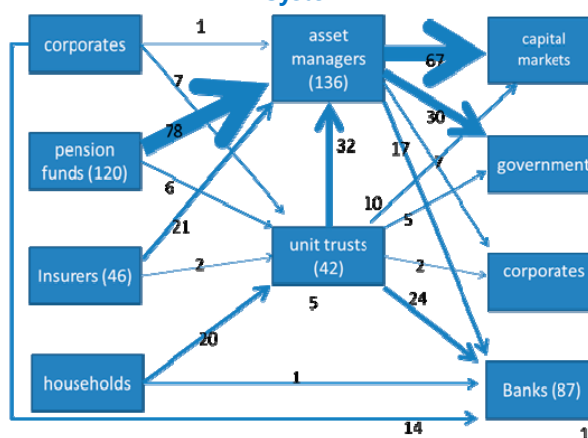 corporates
1
asset
managers
(136)
67
capital
markets
7
78
30
pension
funds (120)
32
17
7
government
6
10
5
21
unit trusts
(42)
Insurers (46)
2
2
corporates
5
24
20
households
1
Banks (87)
14
1